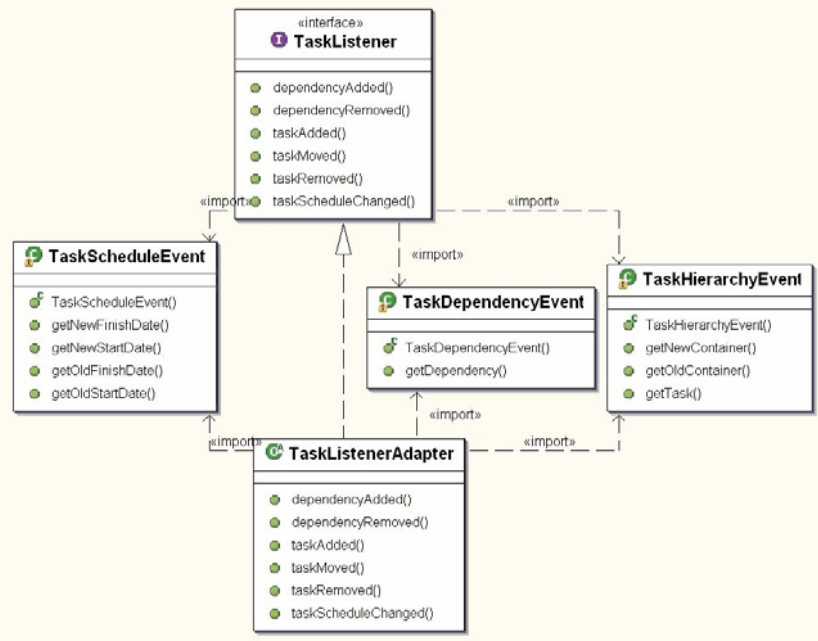 «interface»
TaskListener
dependencyAdded()
dependencyRemoved()
taskAdded()
taskMoved()
taskRemoved()
taskScheduleChanged()
«import»
«import»
«import»
TaskScheduleEvent
TaskScheduleEvent()
getNewFinishDate()
getNewStartDate()
getOldFinishDate()
getOldStartDate()
TaskDependencyEvent
TaskDependencyEvent()
getDependency()
TaskHierarchyEvent
TaskHierarchyEvent()
getNewContainer()
getOldContainer()
getTask()
«import»
«import»
«import»
TaskListenerAdapter
dependencyAdded()
dependencyRemoved()
taskAdded()
taskMoved()
taskRemoved()
taskScheduleChanged()